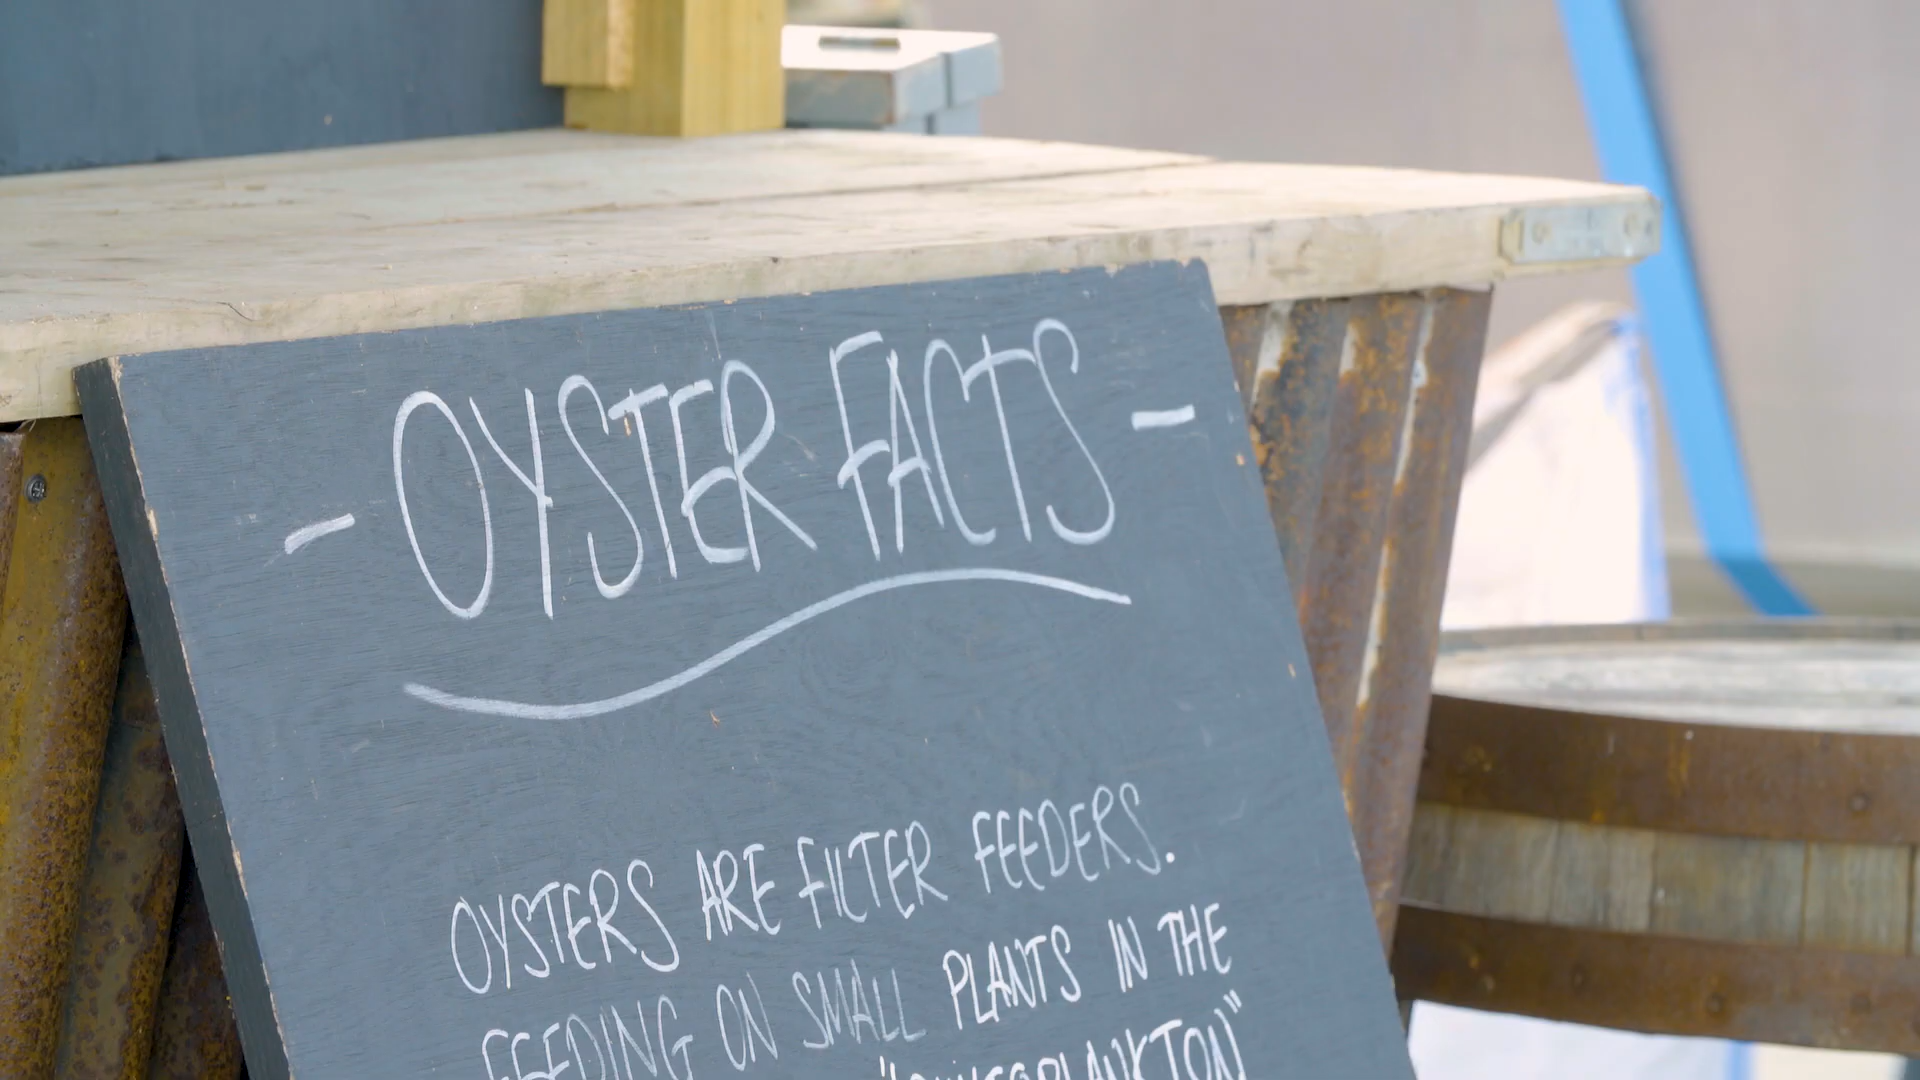 - OYSTER FACTS -
OYSTERS ARE FILTER FEEDERS.
FEEDING ON SMALL PLANTS IN THE